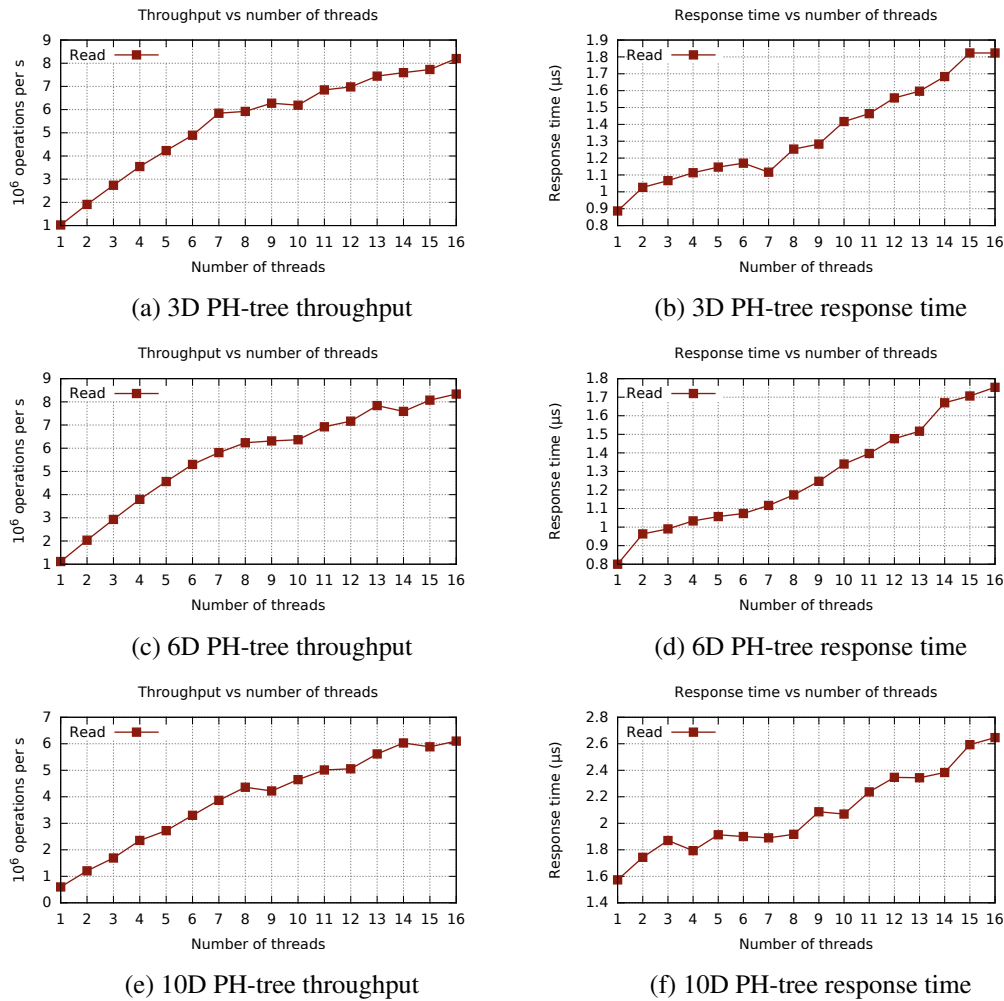 Throughput vs number of threads
Read
10⁶ operations per s
9
8
7
6
5
4
3
2
1
1 2 3 4 5 6 7 8 9 10 11 12 13 14 15 16
Number of threads
(a) 3D PH-tree throughput
Response time vs number of threads
Read
Response time (µs)
1.9
1.8
1.7
1.6
1.5
1.4
1.3
1.2
1.1
1
0.9
0.8
1 2 3 4 5 6 7 8 9 10 11 12 13 14 15 16
Number of threads
(b) 3D PH-tree response time
Throughput vs number of threads
Read
10⁶ operations per s
9
8
7
6
5
4
3
2
1
1 2 3 4 5 6 7 8 9 10 11 12 13 14 15 16
Number of threads
(c) 6D PH-tree throughput
Response time vs number of threads
Read
Response time (µs)
1.8
1.7
1.6
1.5
1.4
1.3
1.2
1.1
1
0.9
0.8
1 2 3 4 5 6 7 8 9 10 11 12 13 14 15 16
Number of threads
(d) 6D PH-tree response time
Throughput vs number of threads
Read
10⁶ operations per s
7
6
5
4
3
2
1
0
1 2 3 4 5 6 7 8 9 10 11 12 13 14 15 16
Number of threads
(e) 10D PH-tree throughput
Response time vs number of threads
Read
Response time (µs)
2.8
2.6
2.4
2.2
2
1.8
1.6
1.4
1 2 3 4 5 6 7 8 9 10 11 12 13 14 15 16
Number of threads
(f) 10D PH-tree response time